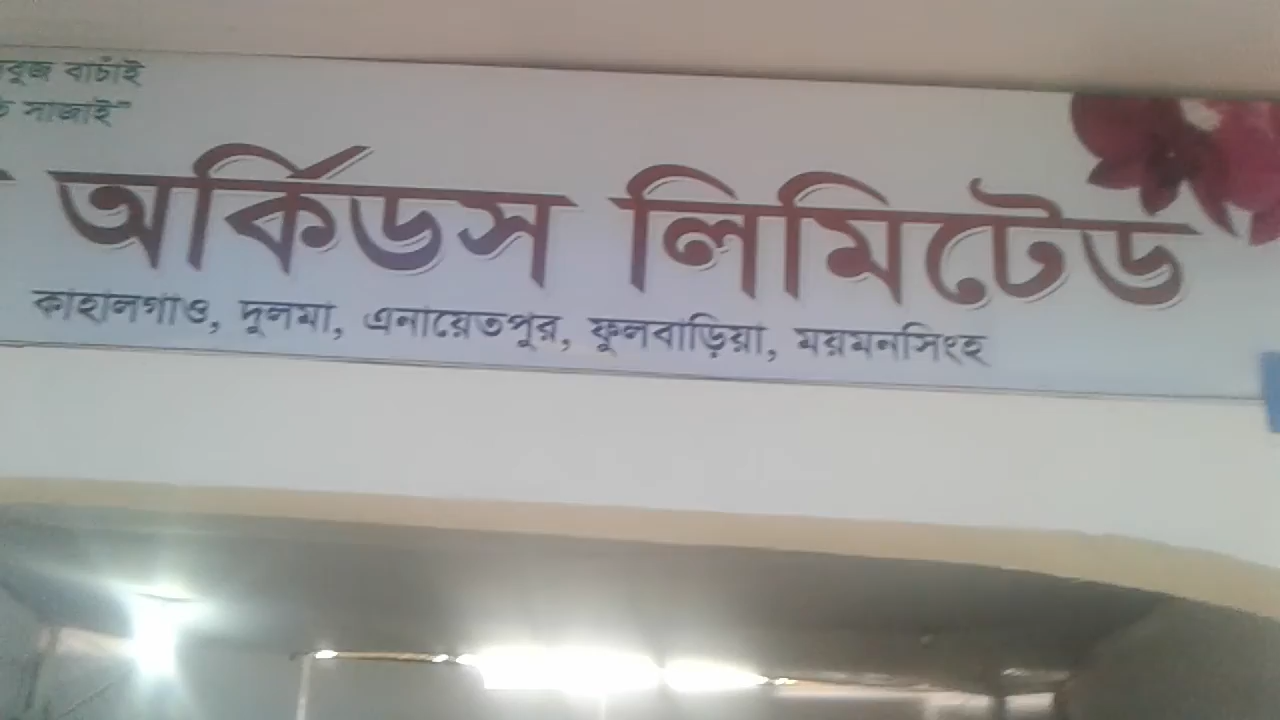 বুজ বাচাঁই
সাজাই"
অর্কিডস লিমিটেড
কাহালগাও, দুলমা, এনায়েতপুর, ফুলবাড়িয়া, ময়মনসিংহ